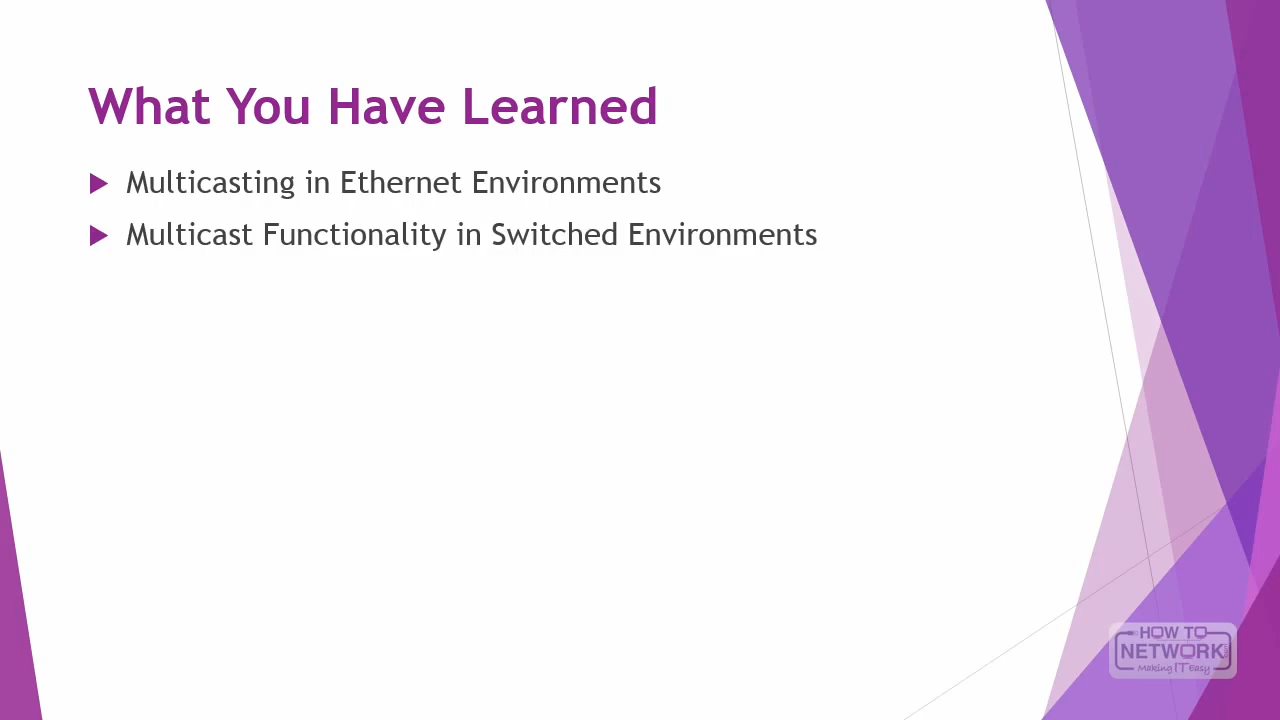 What You Have Learned
Multicasting in Ethernet Environments
Multicast Functionality in Switched Environments
HOW TO
NETWORK
Making IT Easy